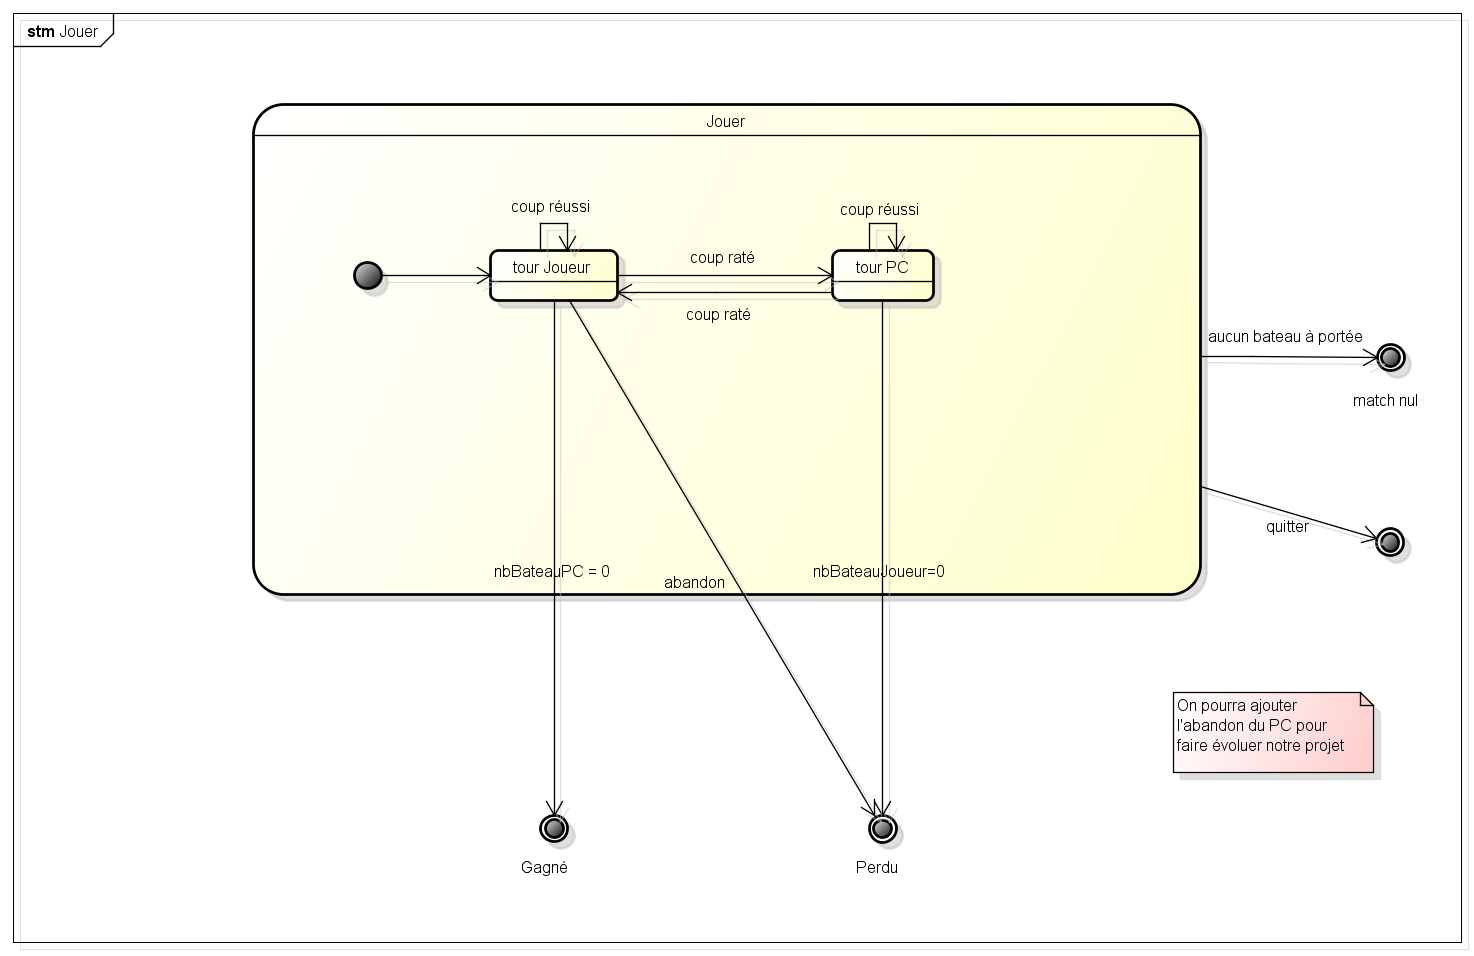 stm Jouer
Jouer
coup réussi
coup réussi
tour Joueur
coup raté
tour PC
coup raté
aucun bateau à portée
match nul
quitter
nbBateauPC = 0
abandon
nbBateauJoueur=0
On pourra ajouter
l'abandon du PC pour
faire évoluer notre projet
Gagné
Perdu